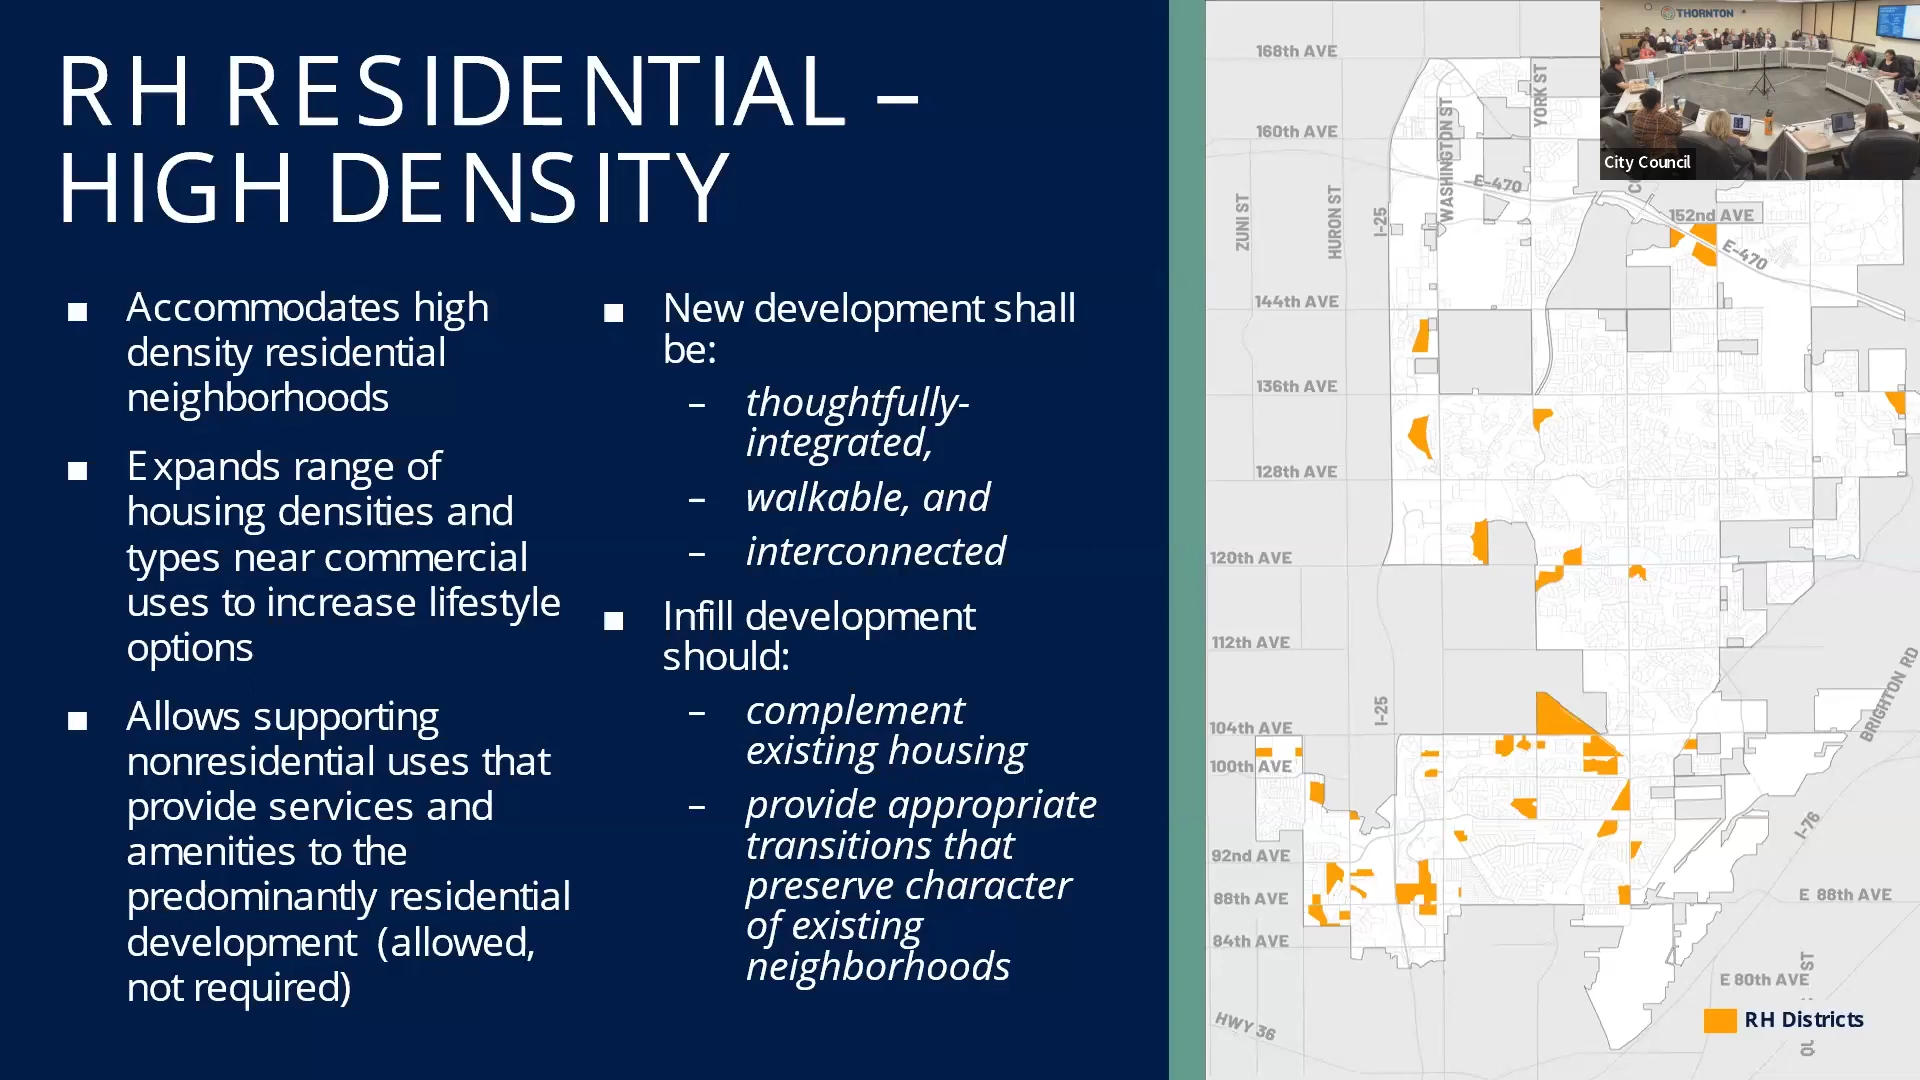 RH RESIDENTIAL –
HIGH DENSITY
■ Accommodates high
density residential
neighborhoods
■ Expands range of
housing densities and
types near commercial
uses to increase lifestyle
options
■ Allows supporting
nonresidential uses that
provide services and
amenities to the
predominantly residential
development (allowed,
not required)
■ New development shall
be:
– thoughtfully-
integrated,
– walkable, and
– interconnected
■ Infill development
should:
– complement
existing housing
– provide appropriate
transitions that
preserve character
of existing
neighborhoods
THORNTON
City Council
168th AVE
160th AVE
WASHINGTON ST
YORK ST
E-470
ZUNI ST
HURON ST
I-25
152nd AVE
E-470
144th AVE
136th AVE
128th AVE
120th AVE
112th AVE
I-25
104th AVE
100th AVE
BRIGHTON RD
I-76
92nd AVE
88th AVE
E 88th AVE
84th AVE
E 80th AVE
ST
HWY 36
RH Districts